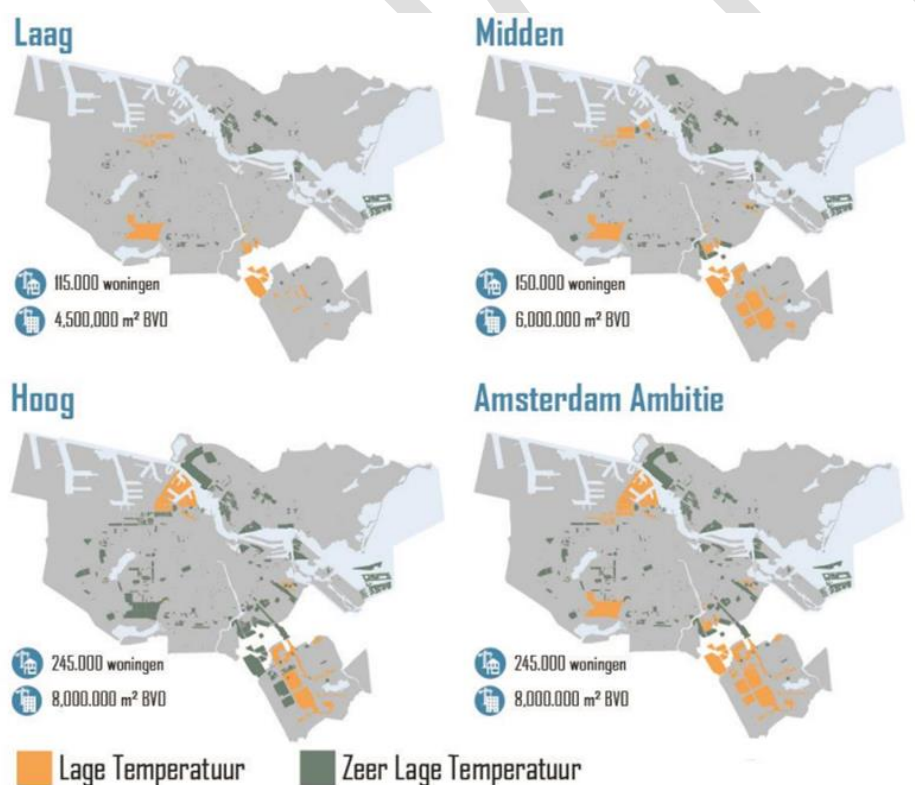 Laag
115.000 woningen
4,500,000 m² BVO
Midden
150.000 woningen
6,000.000 m² BVO
Hoog
245.000 woningen
8,000.000 m² BVO
Amsterdam Ambitie
245.000 woningen
8,000.000 m² BVO
Lage Temperatuur
Zeer Lage Temperatuur